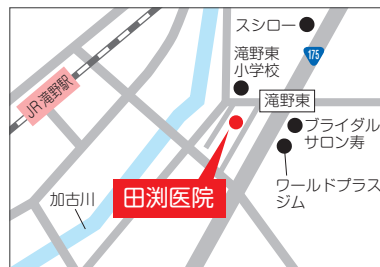 スシロー
175
滝野東
小学校
JR滝野駅
滝野東
ブライダル
サロン寿
田渕医院
ワールドプラス
ジム
加古川